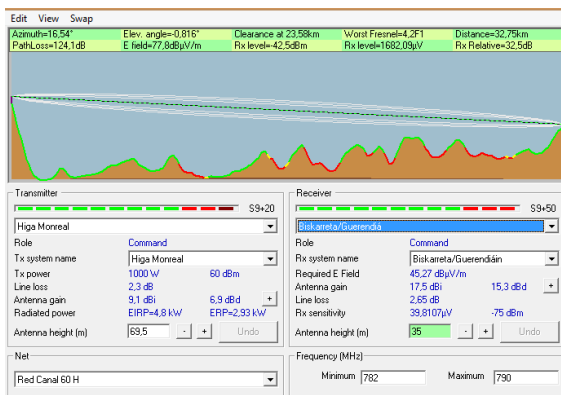 Edit View Swap
Azimuth=16,54° Elev. angle=-0,816° Clearance at 23,58km Worst Fresnel=4,2F1 Distance=32,75km
PathLoss=124,1dB E field=77,8dBµV/m Rx level=-42,5dBm Rx level=1682,09µV Rx Relative=32,5dB
Transmitter
S9+20
Higa Monreal
Role Command
Tx system name Higa Monreal
Tx power 1000 W 60 dBm
Line loss 2,3 dB
Antenna gain 9,1 dBi 6,9 dBd +
Radiated power EIRP=4,8 kW ERP=2,93 kW
Antenna height (m) 69,5 - + Undo
Net
Red Canal 60 H
Receiver
S9+50
Biskarreta/Guerendiá
Role Command
Rx system name Biskarreta/Guerendiáin
Required E Field 45,27 dBµV/m
Antenna gain 17,5 dBi 15,3 dBd +
Line loss 2,65 dB
Rx sensitivity 39,8107µV -75 dBm
Antenna height (m) 35 - + Undo
Frequency (MHz)
Minimum 782 Maximum 790